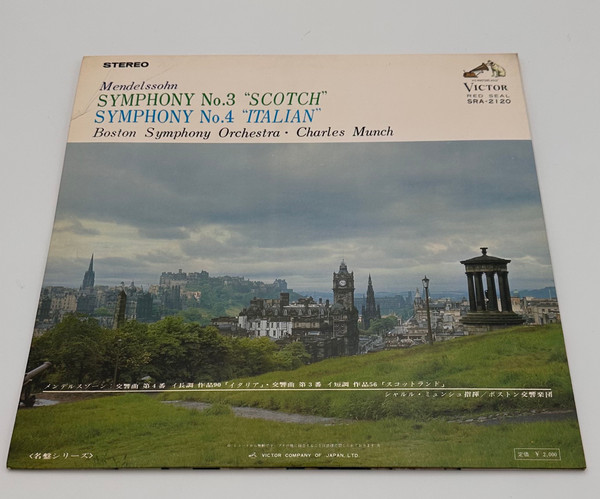 STEREO
Mendelssohn
SYMPHONY No.3 "SCOTCH"
SYMPHONY No.4 "ITALIAN"
Boston Symphony Orchestra · Charles Munch
VICTOR
RED SEAL
SRA-2120
メンデルスゾーン:交響曲 第4番 イ長調 作品90「イタリア」・交響曲 第3番 イ短調 作品56「スコットランド」
シャルル・ミュンシュ指揮/ボストン交響楽団
VICTOR COMPANY OF JAPAN, LTD.
〈名盤シリーズ〉
定価 ¥2,000